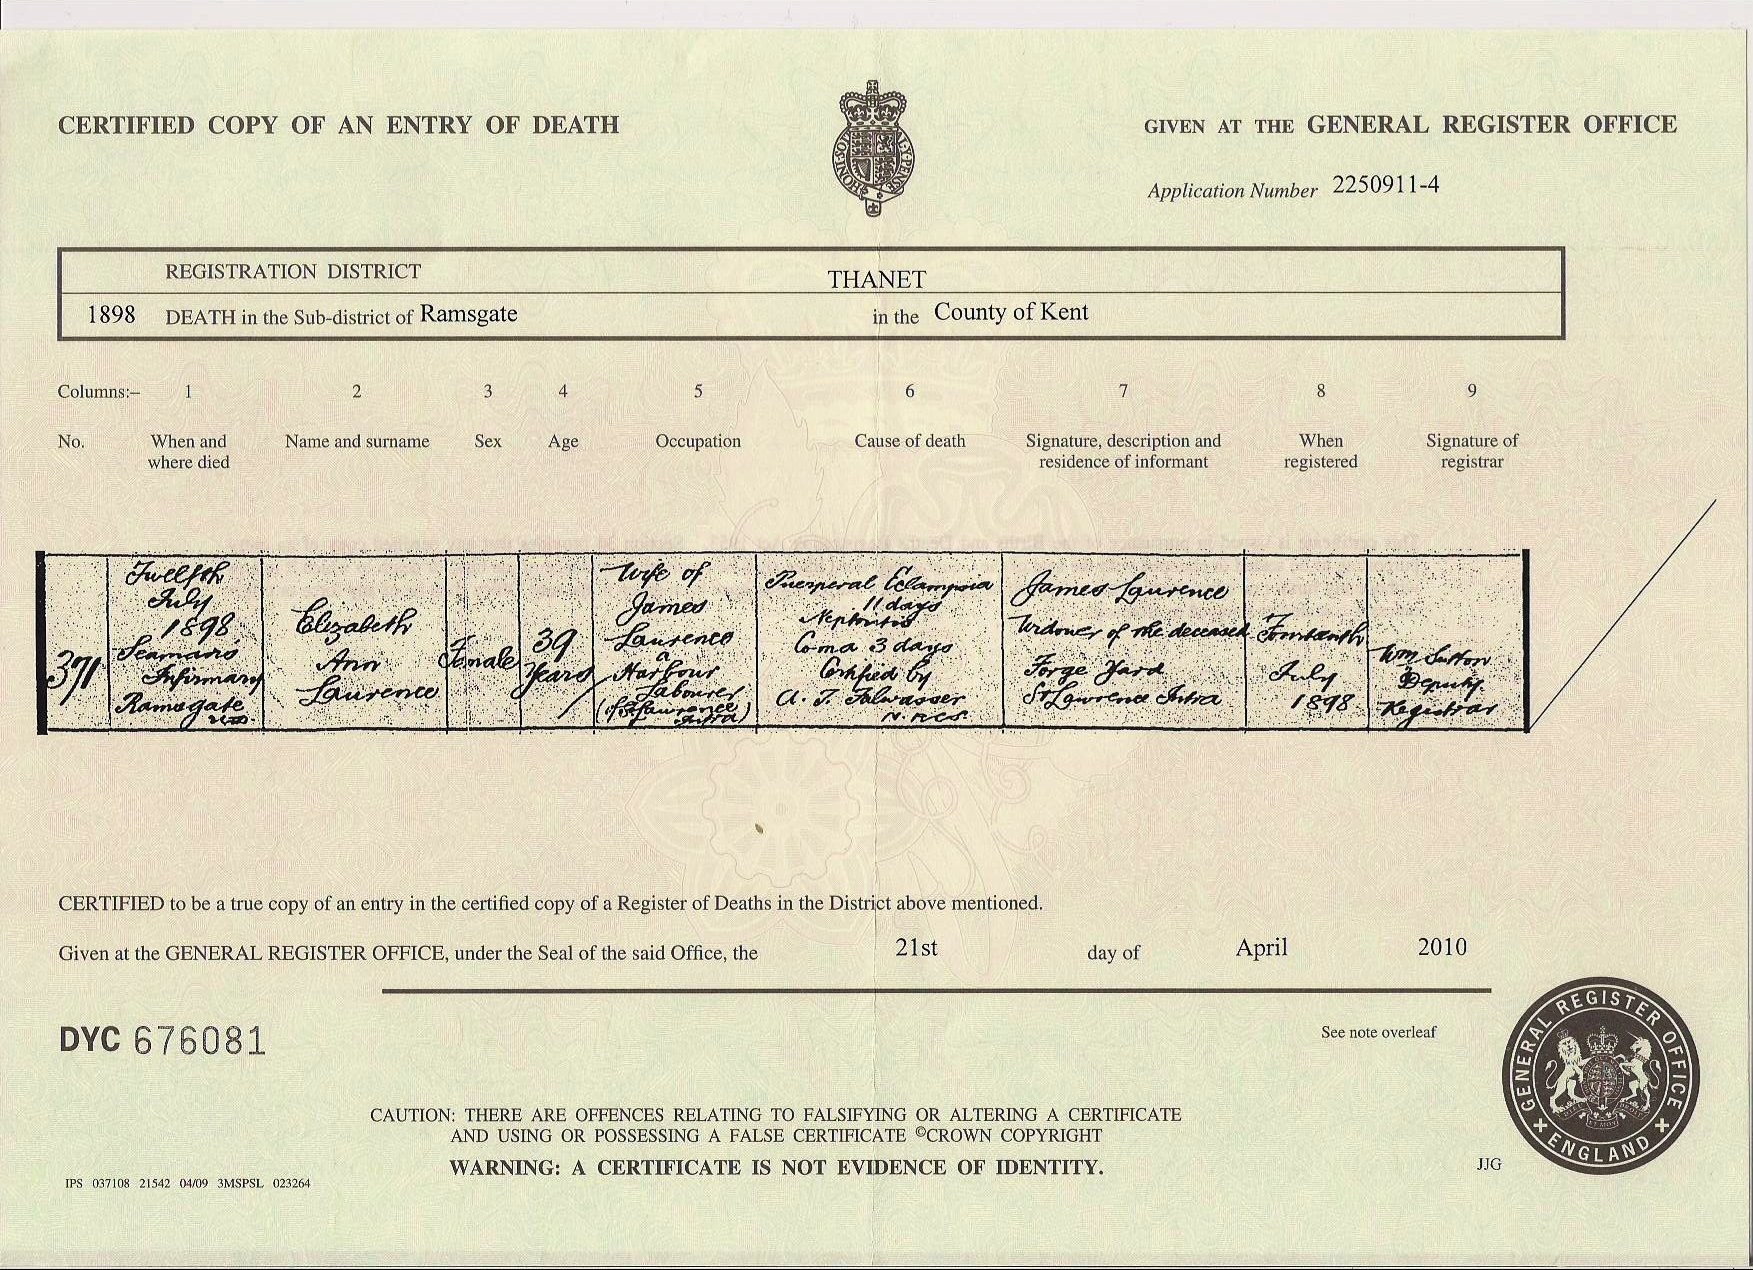 CERTIFIED COPY OF AN ENTRY OF DEATH
GIVEN AT THE GENERAL REGISTER OFFICE
Application Number 2250911-4
REGISTRATION DISTRICT THANET
1898 DEATH in the Sub-district of Ramsgate in the County of Kent
Columns:– 1 2 3 4 5 6 7 8 9
No. When and where died Name and surname Sex Age Occupation Cause of death Signature, description and residence of informant When registered Signature of registrar
371
Twelfth
July
1898
Seamans
Infirmary
Ramsgate
Elizabeth
Ann
Laurence
Female
39
Years
Wife of
James
Laurence
a
Harbour
Labourer
(of St Lawrence
Intra)
Puerperal Eclampsia
11 days
Nephritis
Coma 3 days
Certified by
A. F.
James Laurence
Widower of the deceased
Forge Yard
St Lawrence Intra
Fourteenth
July
1898
Wm Sutton
Deputy
Registrar
CERTIFIED to be a true copy of an entry in the certified copy of a Register of Deaths in the District above mentioned.
Given at the GENERAL REGISTER OFFICE, under the Seal of the said Office, the 21st day of April 2010
DYC 676081
See note overleaf
CAUTION: THERE ARE OFFENCES RELATING TO FALSIFYING OR ALTERING A CERTIFICATE
AND USING OR POSSESSING A FALSE CERTIFICATE ©CROWN COPYRIGHT
WARNING: A CERTIFICATE IS NOT EVIDENCE OF IDENTITY.
IPS 037108 21542 04/09 3MSPSL 023264
JJG
GENERAL REGISTER OFFICE
ENGLAND